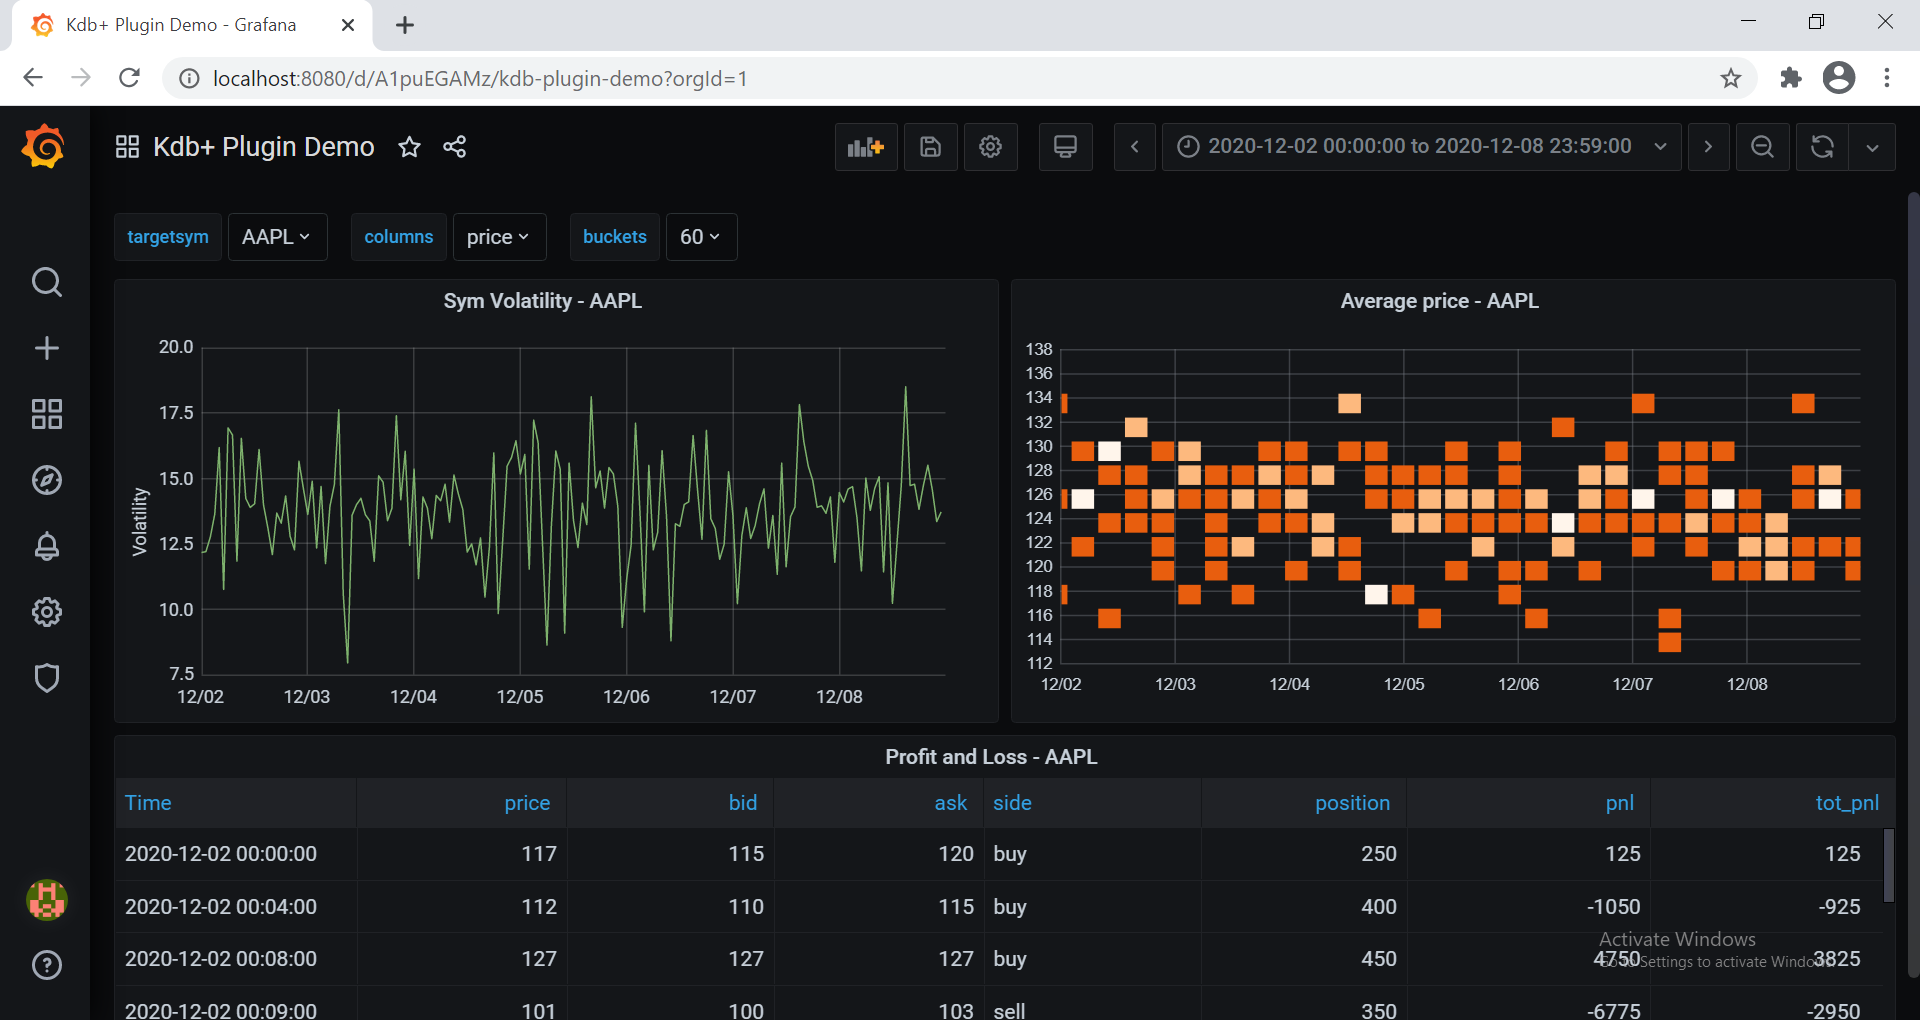 Kdb+ Plugin Demo - Grafana
localhost:8080/d/A1puEGAMz/kdb-plugin-demo?orgId=1
Kdb+ Plugin Demo
2020-12-02 00:00:00 to 2020-12-08 23:59:00
targetsym AAPL columns price buckets 60
Sym Volatility - AAPL
20.0
17.5
15.0
12.5
10.0
7.5
Volatility
12/02 12/03 12/04 12/05 12/06 12/07 12/08
Average price - AAPL
138
136
134
132
130
128
126
124
122
120
118
116
114
112
12/02 12/03 12/04 12/05 12/06 12/07 12/08
Profit and Loss - AAPL
Time price bid ask side position pnl tot_pnl
2020-12-02 00:00:00 117 115 120 buy 250 125 125
2020-12-02 00:04:00 112 110 115 buy 400 -1050 -925
2020-12-02 00:08:00 127 127 127 buy 450 4750 3825
2020-12-02 00:09:00 101 100 103 sell 350 -6775 -2950
Activate Windows
Go to Settings to activate Windows.